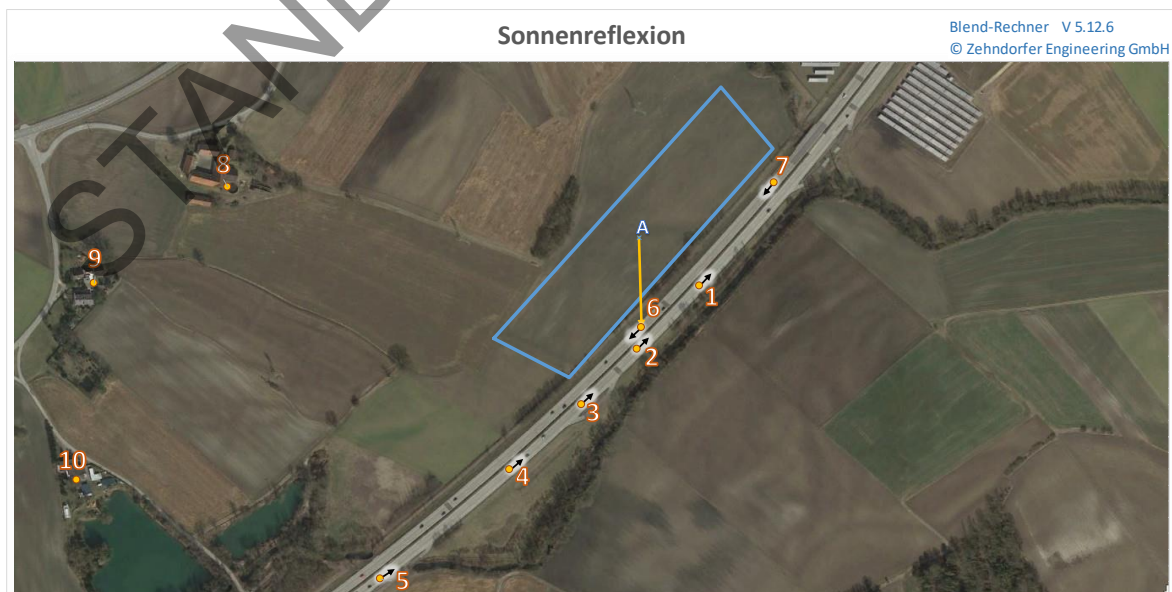 Sonnenreflexion
Blend-Rechner V 5.12.6
© Zehndorfer Engineering GmbH
STAND
8
7
A
9
1
6
2
3
10
4
5